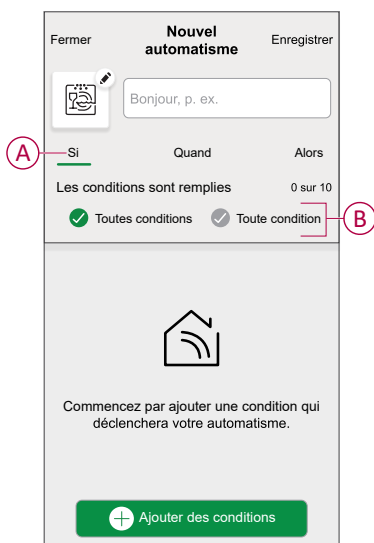 Fermer
Nouvel
automatisme
Enregistrer
Bonjour, p. ex.
A
Si
Quand
Alors
Les conditions sont remplies
0 sur 10
Toutes conditions
Toute condition
B
Commencez par ajouter une condition qui
déclenchera votre automatisme.
Ajouter des conditions